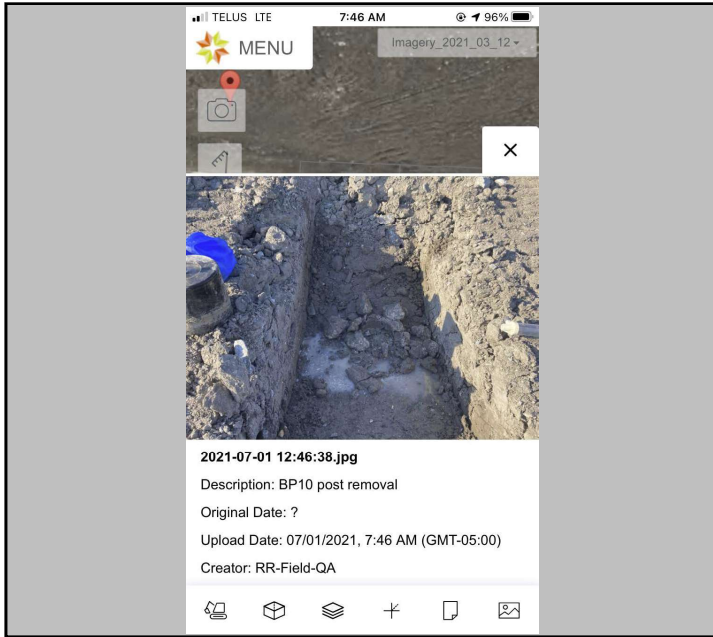 TELUS LTE 7:46 AM 96%
MENU
Imagery_2021_03_12
2021-07-01 12:46:38.jpg
Description: BP10 post removal
Original Date: ?
Upload Date: 07/01/2021, 7:46 AM (GMT-05:00)
Creator: RR-Field-QA